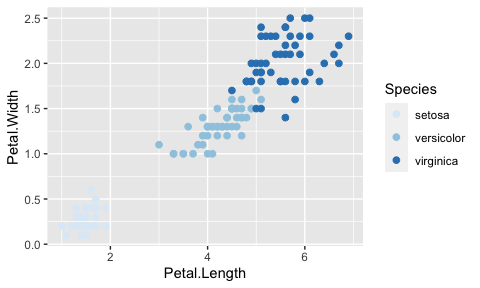 2.5
2.0
1.5
1.0
0.5
0.0
Petal.Width
2
4
6
Petal.Length
Species
setosa
versicolor
virginica